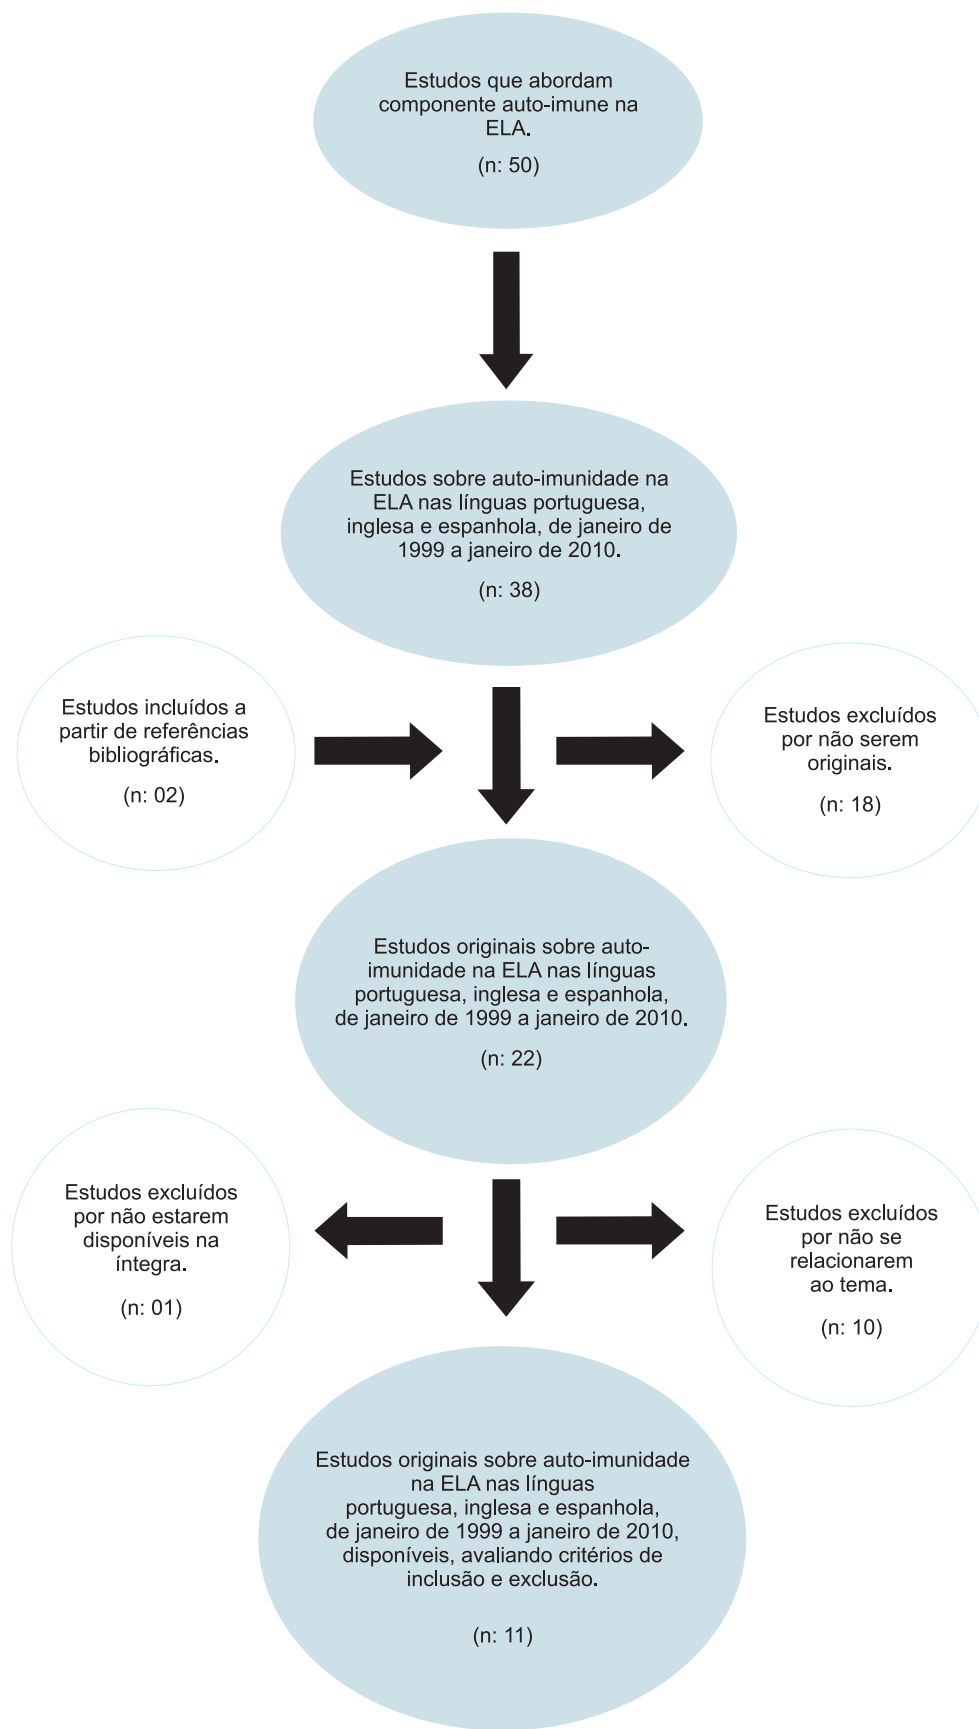 Estudos que abordam
componente auto-imune na
ELA.
(n: 50)
Estudos sobre auto-imunidade na
ELA nas línguas portuguesa,
inglesa e espanhola, de janeiro de
1999 a janeiro de 2010.
(n: 38)
Estudos incluídos a
partir de referências
bibliográficas.
(n: 02)
Estudos excluídos
por não serem
originais.
(n: 18)
Estudos originais sobre auto-
imunidade na ELA nas línguas
portuguesa, inglesa e espanhola,
de janeiro de 1999 a janeiro de 2010.
(n: 22)
Estudos excluídos
por não estarem
disponíveis na
íntegra.
(n: 01)
Estudos excluídos
por não se
relacionarem
ao tema.
(n: 10)
Estudos originais sobre auto-imunidade
na ELA nas línguas
portuguesa, inglesa e espanhola,
de janeiro de 1999 a janeiro de 2010,
disponíveis, avaliando critérios de
inclusão e exclusão.
(n: 11)